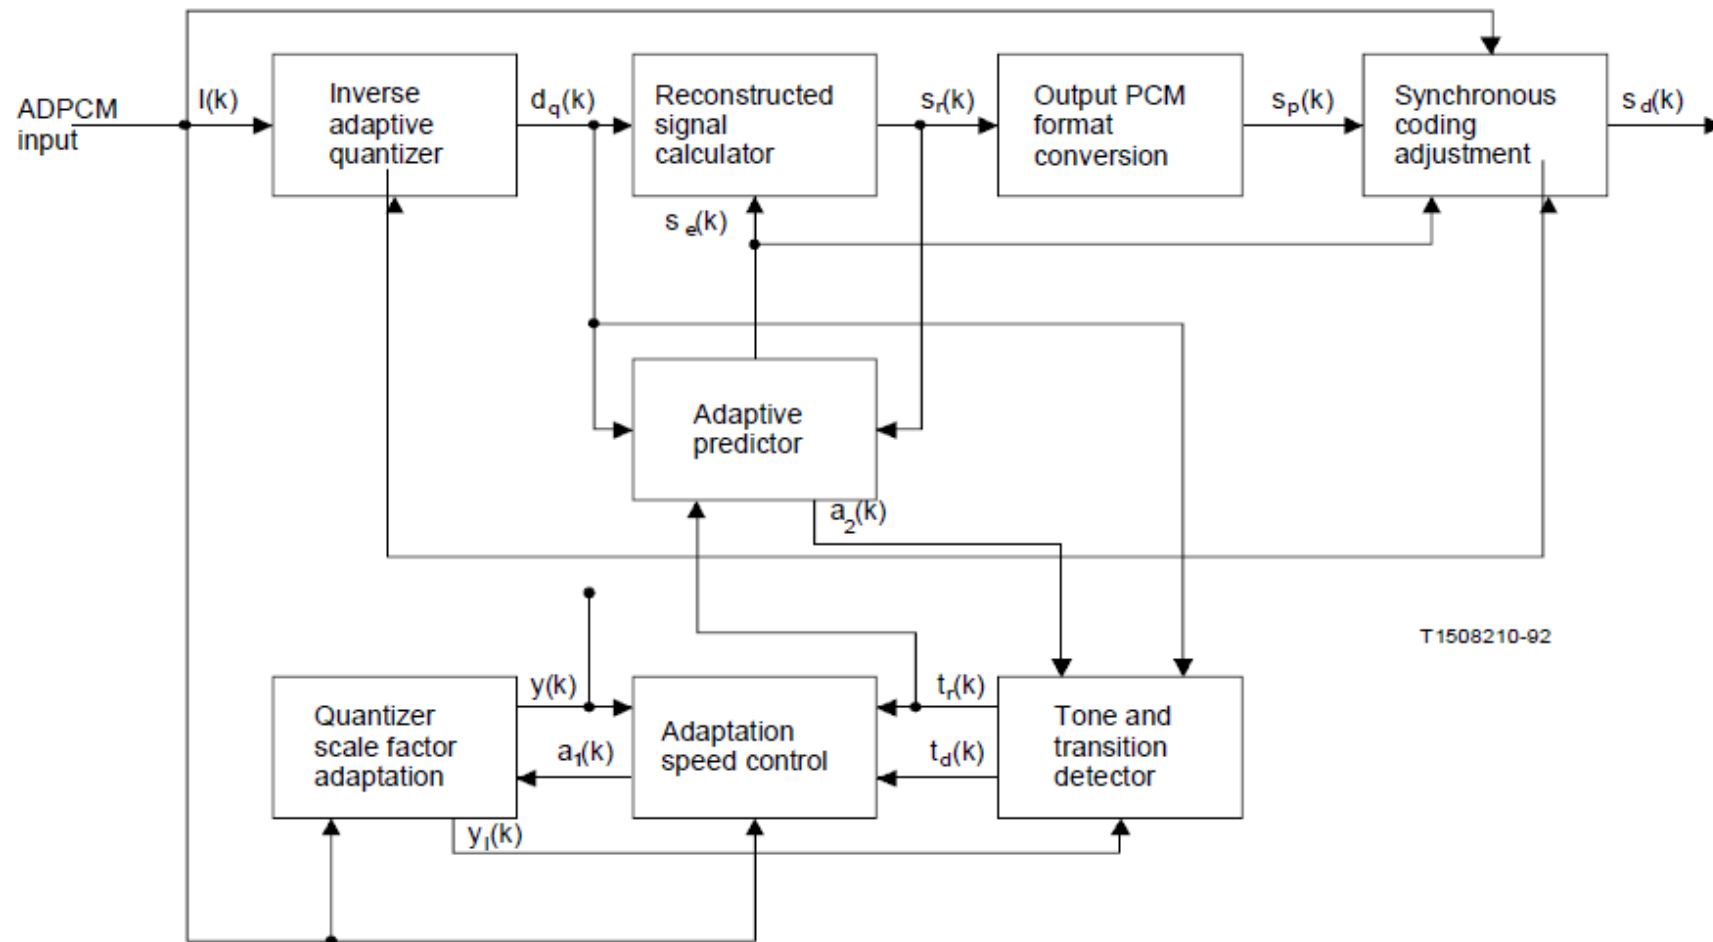 ADPCM
input
I(k)
Inverse
adaptive
quantizer
dq(k)
Reconstructed
signal
calculator
sr(k)
Output PCM
format
conversion
sp(k)
Synchronous
coding
adjustment
sd(k)
se(k)
Adaptive
predictor
a2(k)
T1508210-92
Quantizer
scale factor
adaptation
y(k)
a1(k)
yl(k)
Adaptation
speed control
tr(k)
td(k)
Tone and
transition
detector